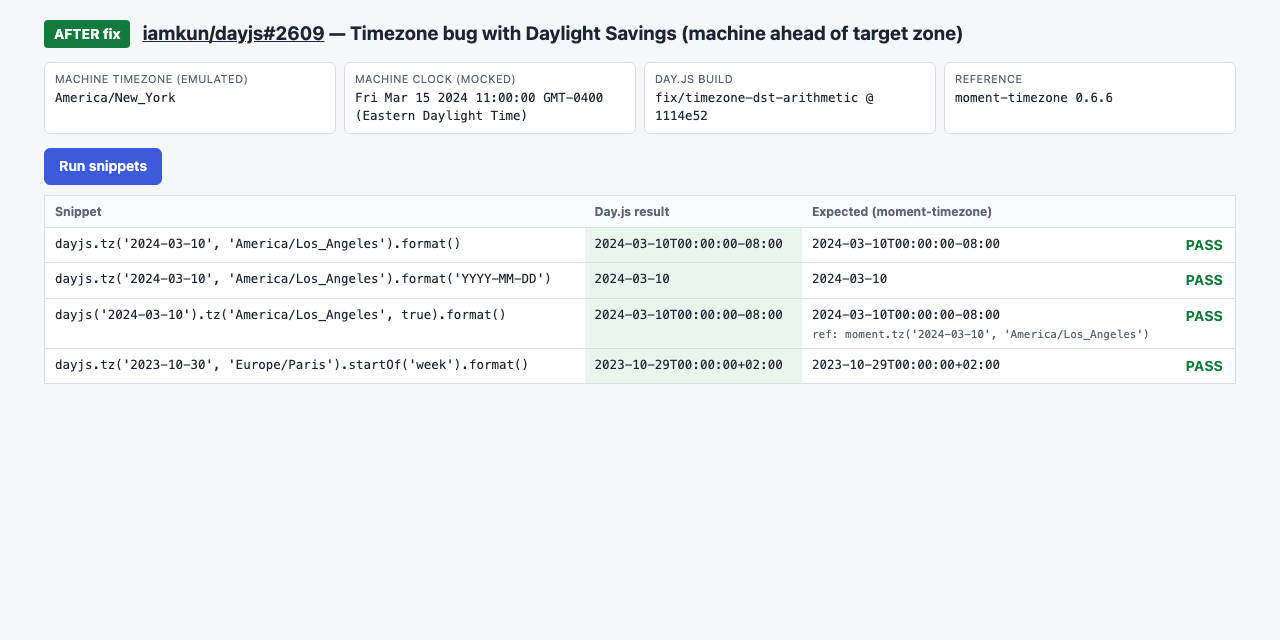 AFTER fix iamkun/dayjs#2609 — Timezone bug with Daylight Savings (machine ahead of target zone)
MACHINE TIMEZONE (EMULATED)
America/New_York
MACHINE CLOCK (MOCKED)
Fri Mar 15 2024 11:00:00 GMT-0400
(Eastern Daylight Time)
DAY.JS BUILD
fix/timezone-dst-arithmetic @
1114e52
REFERENCE
moment-timezone 0.6.6
Run snippets
Snippet Day.js result Expected (moment-timezone)
dayjs.tz('2024-03-10', 'America/Los_Angeles').format() 2024-03-10T00:00:00-08:00 2024-03-10T00:00:00-08:00 PASS
dayjs.tz('2024-03-10', 'America/Los_Angeles').format('YYYY-MM-DD') 2024-03-10 2024-03-10 PASS
dayjs('2024-03-10').tz('America/Los_Angeles', true).format() 2024-03-10T00:00:00-08:00 2024-03-10T00:00:00-08:00 PASS
ref: moment.tz('2024-03-10', 'America/Los_Angeles')
dayjs.tz('2023-10-30', 'Europe/Paris').startOf('week').format() 2023-10-29T00:00:00+02:00 2023-10-29T00:00:00+02:00 PASS